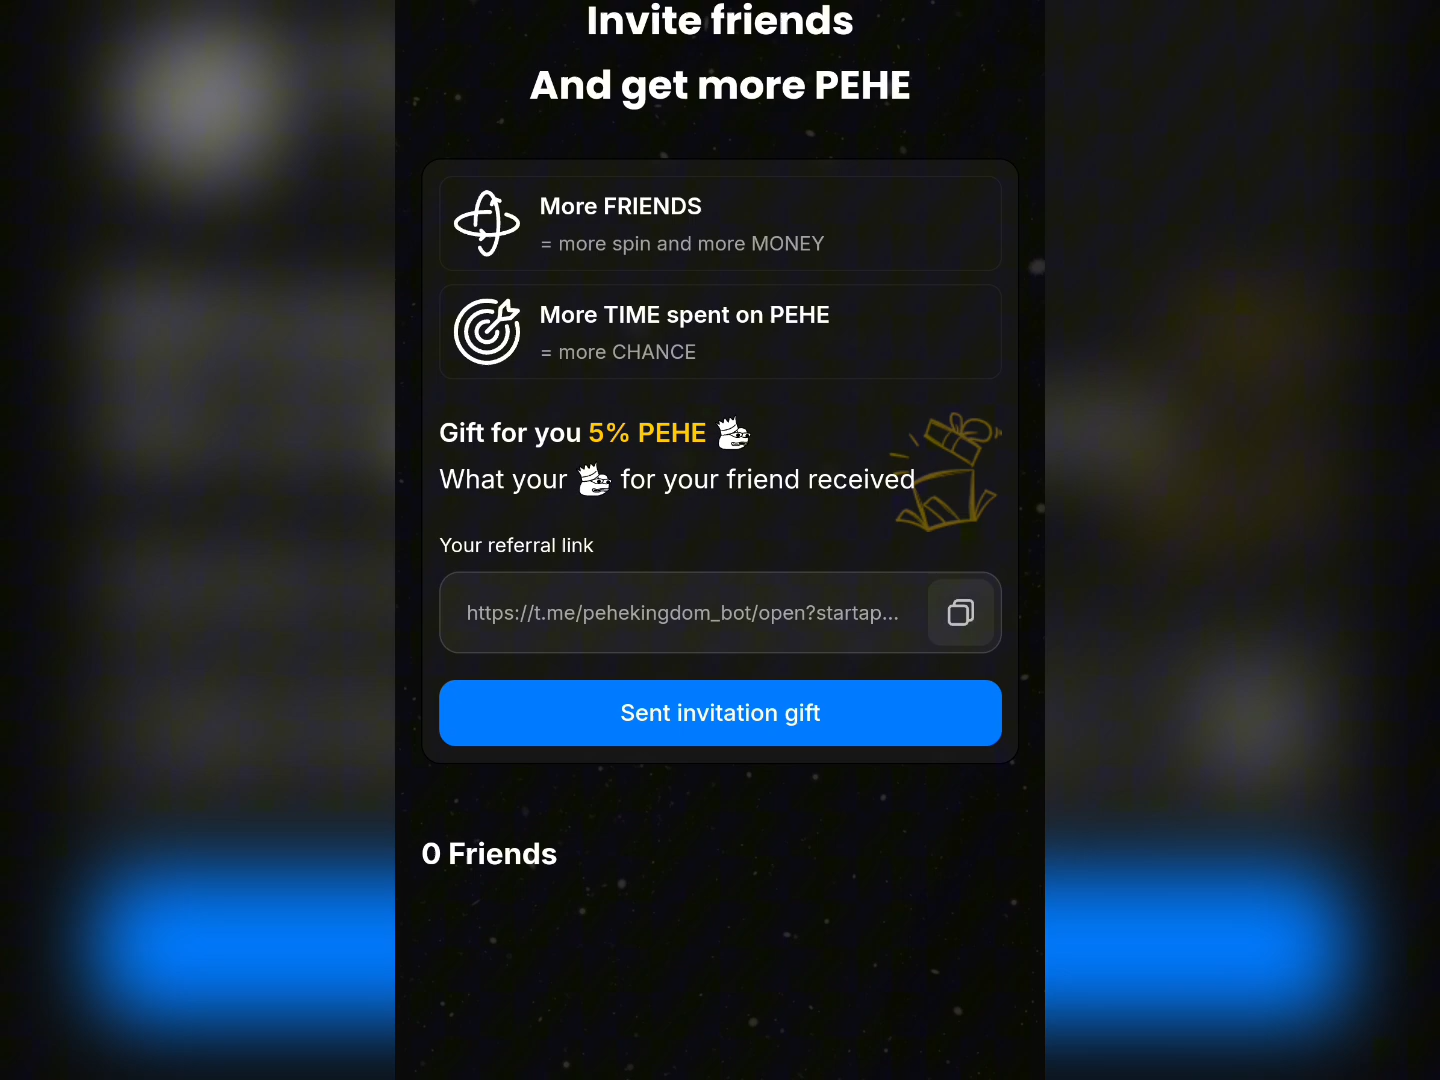 Invite friends
And get more PEHE
More FRIENDS
= more spin and more MONEY
More TIME spent on PEHE
= more CHANCE
Gift for you 5% PEHE
What your for your friend received
Your referral link
https://t.me/pehekingdom_bot/open?startap...
Sent invitation gift
0 Friends